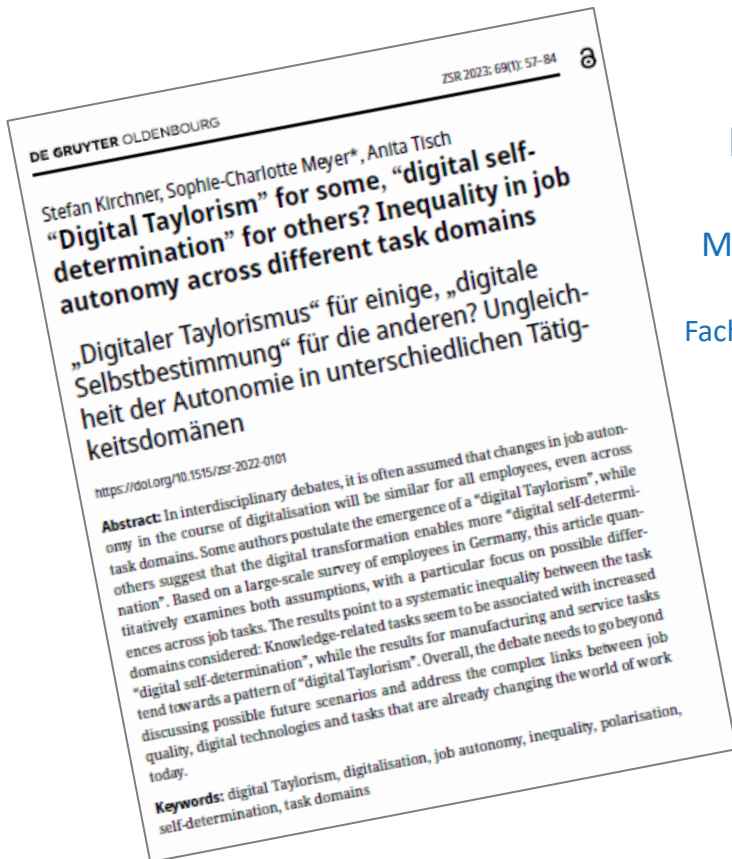 DE GRUYTER OLDENBOURG
ZSR 2023; 69(1): 57–84
Stefan Kirchner, Sophie-Charlotte Meyer*, Anita Tisch
“Digital Taylorism” for some, “digital self-
determination” for others? Inequality in job
autonomy across different task domains
„Digitaler Taylorismus“ für einige, „digitale
Selbstbestimmung“ für die anderen? Ungleich-
heit der Autonomie in unterschiedlichen Tätig-
keitsdomänen
https://doi.org/10.1515/zsr-2022-0101
Abstract: In interdisciplinary debates, it is often assumed that changes in job auton-
omy in the course of digitalisation will be similar for all employees, even across
task domains. Some authors postulate the emergence of a “digital Taylorism”, while
others suggest that the digital transformation enables more “digital self-determi-
nation”. Based on a large-scale survey of employees in Germany, this article quan-
titatively examines both assumptions, with a particular focus on possible differ-
ences across job tasks. The results point to a systematic inequality between the task
domains considered: Knowledge-related tasks seem to be associated with increased
“digital self-determination”, while the results for manufacturing and service tasks
tend towards a pattern of “digital Taylorism”. Overall, the debate needs to go beyond
discussing possible future scenarios and address the complex links between job
quality, digital technologies and tasks that are already changing the world of work
today.
Keywords: digital Taylorism, digitalisation, job autonomy, inequality, polarisation,
self-determination, task domains
M
Fach